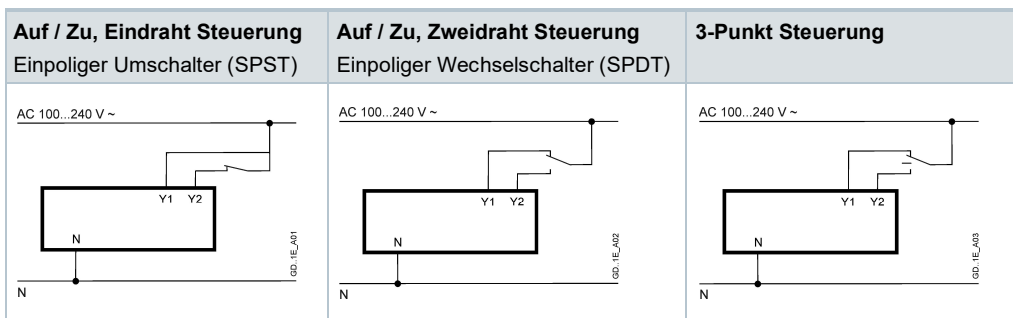 Auf / Zu, Eindraht Steuerung
Einpoliger Umschalter (SPST)
Auf / Zu, Zweidraht Steuerung
Einpoliger Wechselschalter (SPDT)
3-Punkt Steuerung
AC 100...240 V ~
Y1 Y2
N
GD..1E_A01
N
AC 100...240 V ~
Y1 Y2
N
GD..1E_A02
N
AC 100...240 V ~
Y1 Y2
N
GD..1E_A03
N